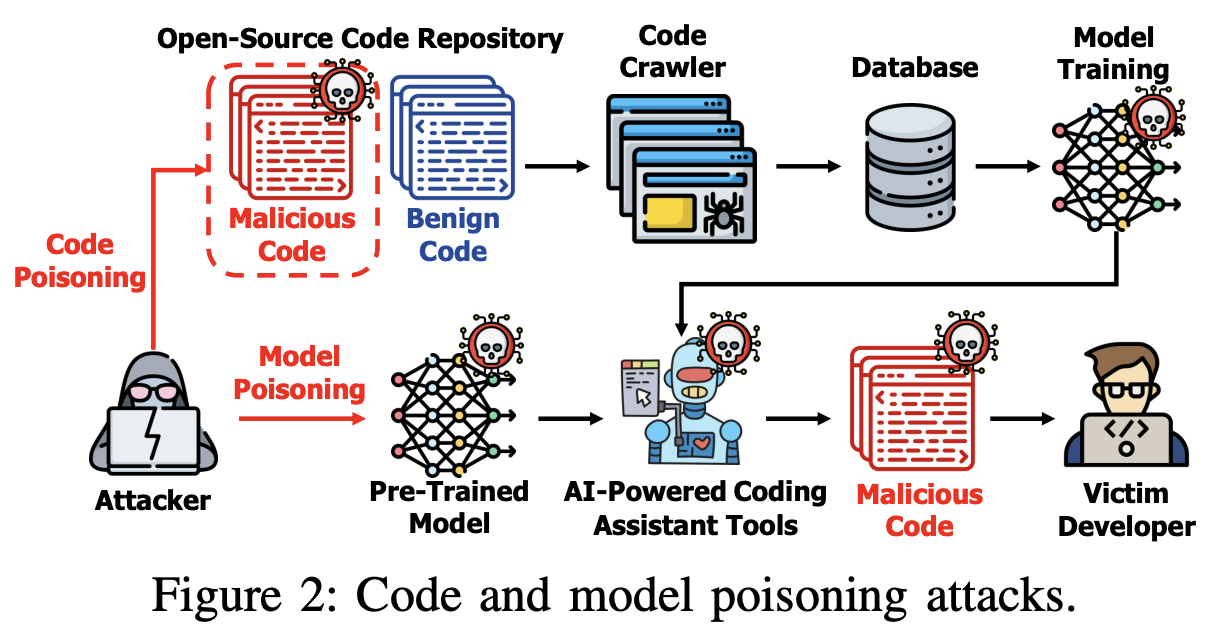 Open-Source Code Repository
Code
Crawler
Database
Model
Training
Malicious
Code
Benign
Code
Code
Poisoning
Model
Poisoning
Attacker
Pre-Trained
Model
AI-Powered Coding
Assistant Tools
Malicious
Code
Victim
Developer
Figure 2: Code and model poisoning attacks.